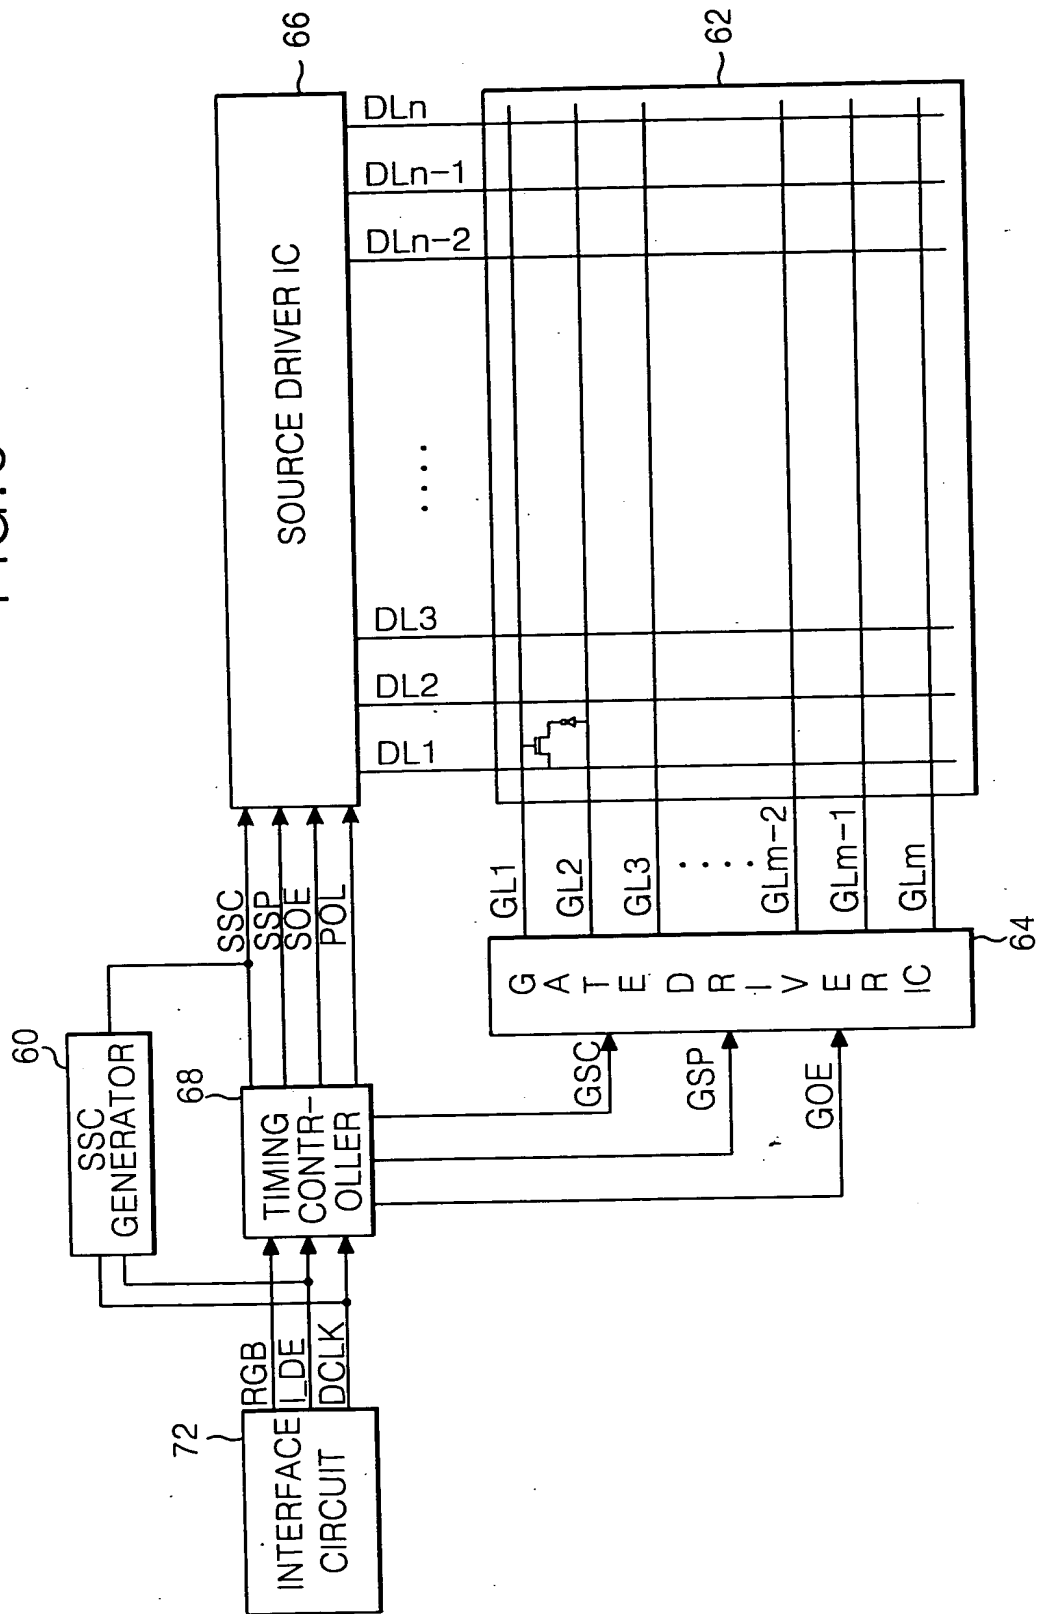 66
SOURCE DRIVER IC
DLn
DLn-1
DLn-2
....
DL3
DL2
DL1
62
60
SSC
GENERATOR
SSC
SSP
SOE
POL
68
TIMING
CONTR-
OLLER
72
INTERFACE
CIRCUIT
RGB
I_DE
DCLK
GSC
GSP
GOE
GATE DRIVER IC
64
GL1
GL2
GL3
.....
GLm-2
GLm-1
GLm